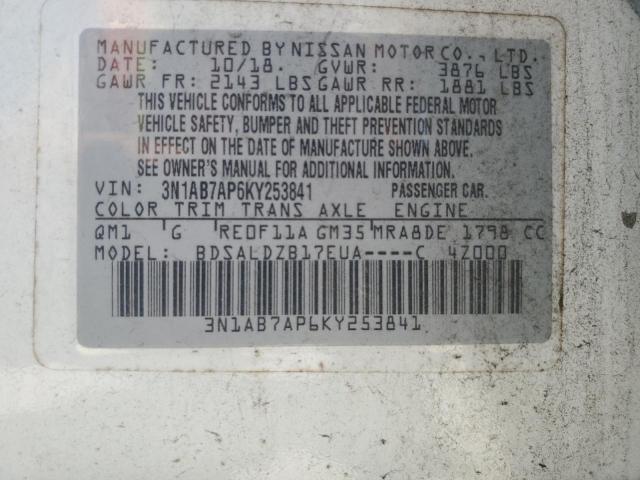 MANUFACTURED BY NISSAN MOTOR CO., LTD.
DATE: 10/18. GVWR: 3876 LBS
GAWR FR: 2143 LBS GAWR RR: 1881 LBS
THIS VEHICLE CONFORMS TO ALL APPLICABLE FEDERAL MOTOR
VEHICLE SAFETY, BUMPER AND THEFT PREVENTION STANDARDS
IN EFFECT ON THE DATE OF MANUFACTURE SHOWN ABOVE.
SEE OWNER'S MANUAL FOR ADDITIONAL INFORMATION.
VIN: 3N1AB7AP6KY253841 PASSENGER CAR.
COLOR TRIM TRANS AXLE ENGINE
QM1 G RE0F11A GM35 MRA8DE 1798 CC
MODEL: BDSALDZB17EUA----C 4Z000
3N1AB7AP6KY253841